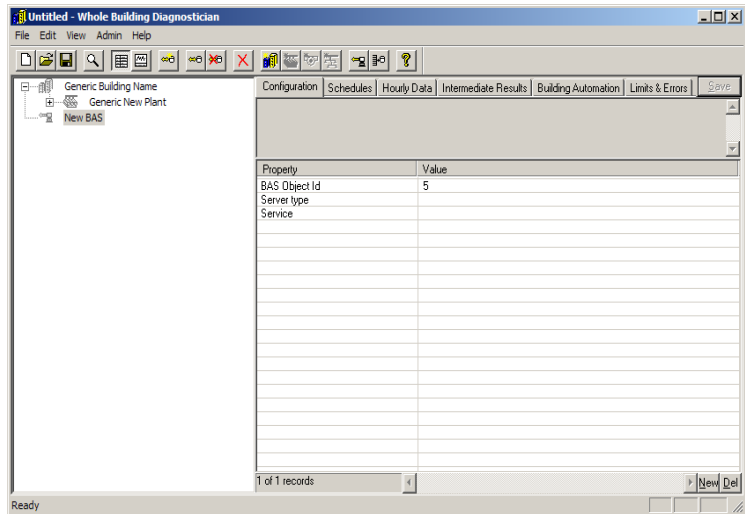 Untitled - Whole Building Diagnostician
File Edit View Admin Help
Generic Building Name
Generic New Plant
New BAS
Configuration Schedules Hourly Data Intermediate Results Building Automation Limits & Errors Save
Property Value
BAS Object Id 5
Server type
Service
1 of 1 records New Del
Ready